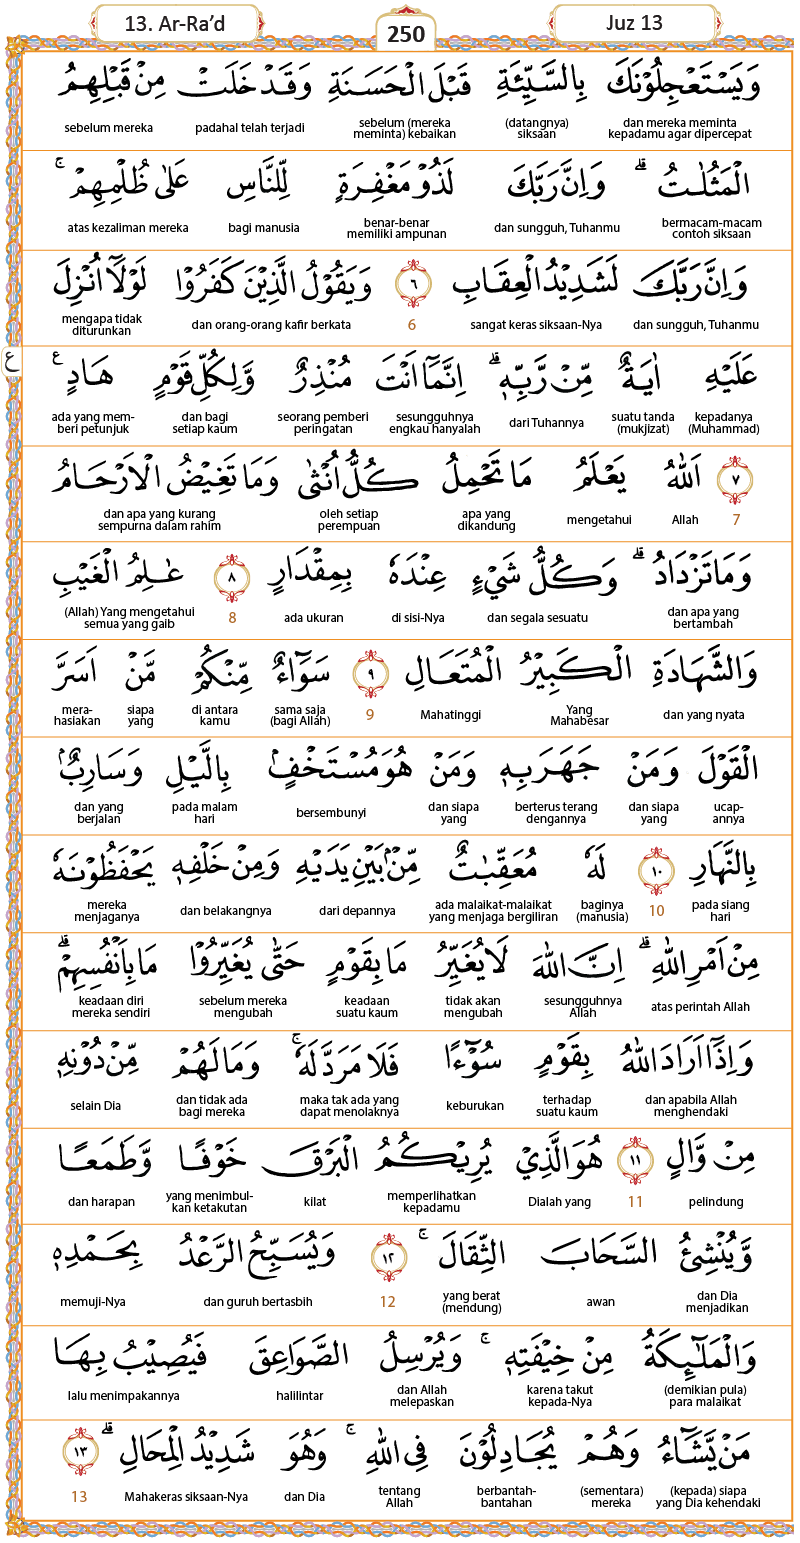 13. Ar-Ra’d
250
Juz 13
وَيَسْتَعْجِلُوْنَكَ بِالسَّيِّئَةِ قَبْلَ الْحَسَنَةِ وَقَدْ خَلَتْ مِنْ قَبْلِهِمُ
dan mereka meminta kepadamu agar dipercepat (datangnya) siksaan sebelum (mereka meminta) kebaikan padahal telah terjadi sebelum mereka
الْمَثُلٰتُۗ وَاِنَّ رَبَّكَ لَذُوْ مَغْفِرَةٍ لِّلنَّاسِ عَلٰى ظُلْمِهِمْۚ
bermacam-macam contoh siksaan dan sungguh, Tuhanmu benar-benar memiliki ampunan bagi manusia atas kezaliman mereka
وَاِنَّ رَبَّكَ لَشَدِيْدُ الْعِقَابِ ٦ وَيَقُوْلُ الَّذِيْنَ كَفَرُوْا لَوْلَآ اُنْزِلَ
dan sungguh, Tuhanmu sangat keras siksaan-Nya 6 dan orang-orang kafir berkata mengapa tidak diturunkan
عَلَيْهِ اٰيَةٌ مِّنْ رَّبِّهٖۗ اِنَّمَآ اَنْتَ مُنْذِرٌ وَّلِكُلِّ قَوْمٍ هَادٍ ࣖ
ع
kepadanya (Muhammad) suatu tanda (mukjizat) dari Tuhannya sesungguhnya engkau hanyalah seorang pemberi peringatan dan bagi setiap kaum ada yang mem-beri petunjuk
٧ اَللّٰهُ يَعْلَمُ مَا تَحْمِلُ كُلُّ اُنْثٰى وَمَا تَغِيْضُ الْاَرْحَامُ
7 Allah mengetahui apa yang dikandung oleh setiap perempuan dan apa yang kurang sempurna dalam rahim
وَمَا تَزْدَادُۗ وَكُلُّ شَيْءٍ عِنْدَهٗ بِمِقْدَارٍ ٨ عٰلِمُ الْغَيْبِ
dan apa yang bertambah dan segala sesuatu di sisi-Nya ada ukuran 8 (Allah) Yang mengetahui semua yang gaib
وَالشَّهَادَةِ الْكَبِيْرُ الْمُتَعَالِ ٩ سَوَاۤءٌ مِّنْكُمْ مَّنْ اَسَرَّ
dan yang nyata Yang Mahabesar Mahatinggi 9 sama saja (bagi Allah) di antara kamu siapa yang mera-hasiakan
الْقَوْلَ وَمَنْ جَهَرَ بِهٖ وَمَنْ هُوَ مُسْتَخْفٍۢ بِالَّيْلِ وَسَارِبٌۢ
ucap-annya dan siapa yang berterus terang dengannya dan siapa yang bersembunyi pada malam hari dan yang berjalan
بِالنَّهَارِ ١٠ لَهٗ مُعَقِّبٰتٌ مِّنْۢ بَيْنِ يَدَيْهِ وَمِنْ خَلْفِهٖ يَحْفَظُوْنَهٗ
pada siang hari 10 baginya (manusia) ada malaikat-malaikat yang menjaga bergiliran dari depannya dan belakangnya mereka menjaganya
مِنْ اَمْرِ اللّٰهِۗ اِنَّ اللّٰهَ لَا يُغَيِّرُ مَا بِقَوْمٍ حَتّٰى يُغَيِّرُوْا مَا بِاَنْفُسِهِمْۗ
atas perintah Allah sesungguhnya Allah tidak akan mengubah keadaan suatu kaum sebelum mereka mengubah keadaan diri mereka sendiri
وَاِذَآ اَرَادَ اللّٰهُ بِقَوْمٍ سُوْۤءًا فَلَا مَرَدَّ لَهٗۚ وَمَا لَهُمْ مِّنْ دُوْنِهٖ
dan apabila Allah menghendaki terhadap suatu kaum keburukan maka tak ada yang dapat menolaknya dan tidak ada bagi mereka selain Dia
مِنْ وَّالٍ ١١ هُوَ الَّذِيْ يُرِيْكُمُ الْبَرْقَ خَوْفًا وَّطَمَعًا
pelindung 11 Dialah yang memperlihatkan kepadamu kilat yang menimbul-kan ketakutan dan harapan
وَّيُنْشِئُ السَّحَابَ الثِّقَالَۚ ١٢ وَيُسَبِّحُ الرَّعْدُ بِحَمْدِهٖ
dan Dia menjadikan awan yang berat (mendung) 12 dan guruh bertasbih memuji-Nya
وَالْمَلٰۤىِٕكَةُ مِنْ خِيْفَتِهٖۚ وَيُرْسِلُ الصَّوَاعِقَ فَيُصِيْبُ بِهَا
(demikian pula) para malaikat karena takut kepada-Nya dan Allah melepaskan halilintar lalu menimpakannya
مَنْ يَّشَاۤءُ وَهُمْ يُجَادِلُوْنَ فِى اللّٰهِۚ وَهُوَ شَدِيْدُ الْمِحَالِۗ ١٣
(kepada) siapa yang Dia kehendaki (sementara) mereka berbantah-bantahan tentang Allah dan Dia Mahakeras siksaan-Nya 13